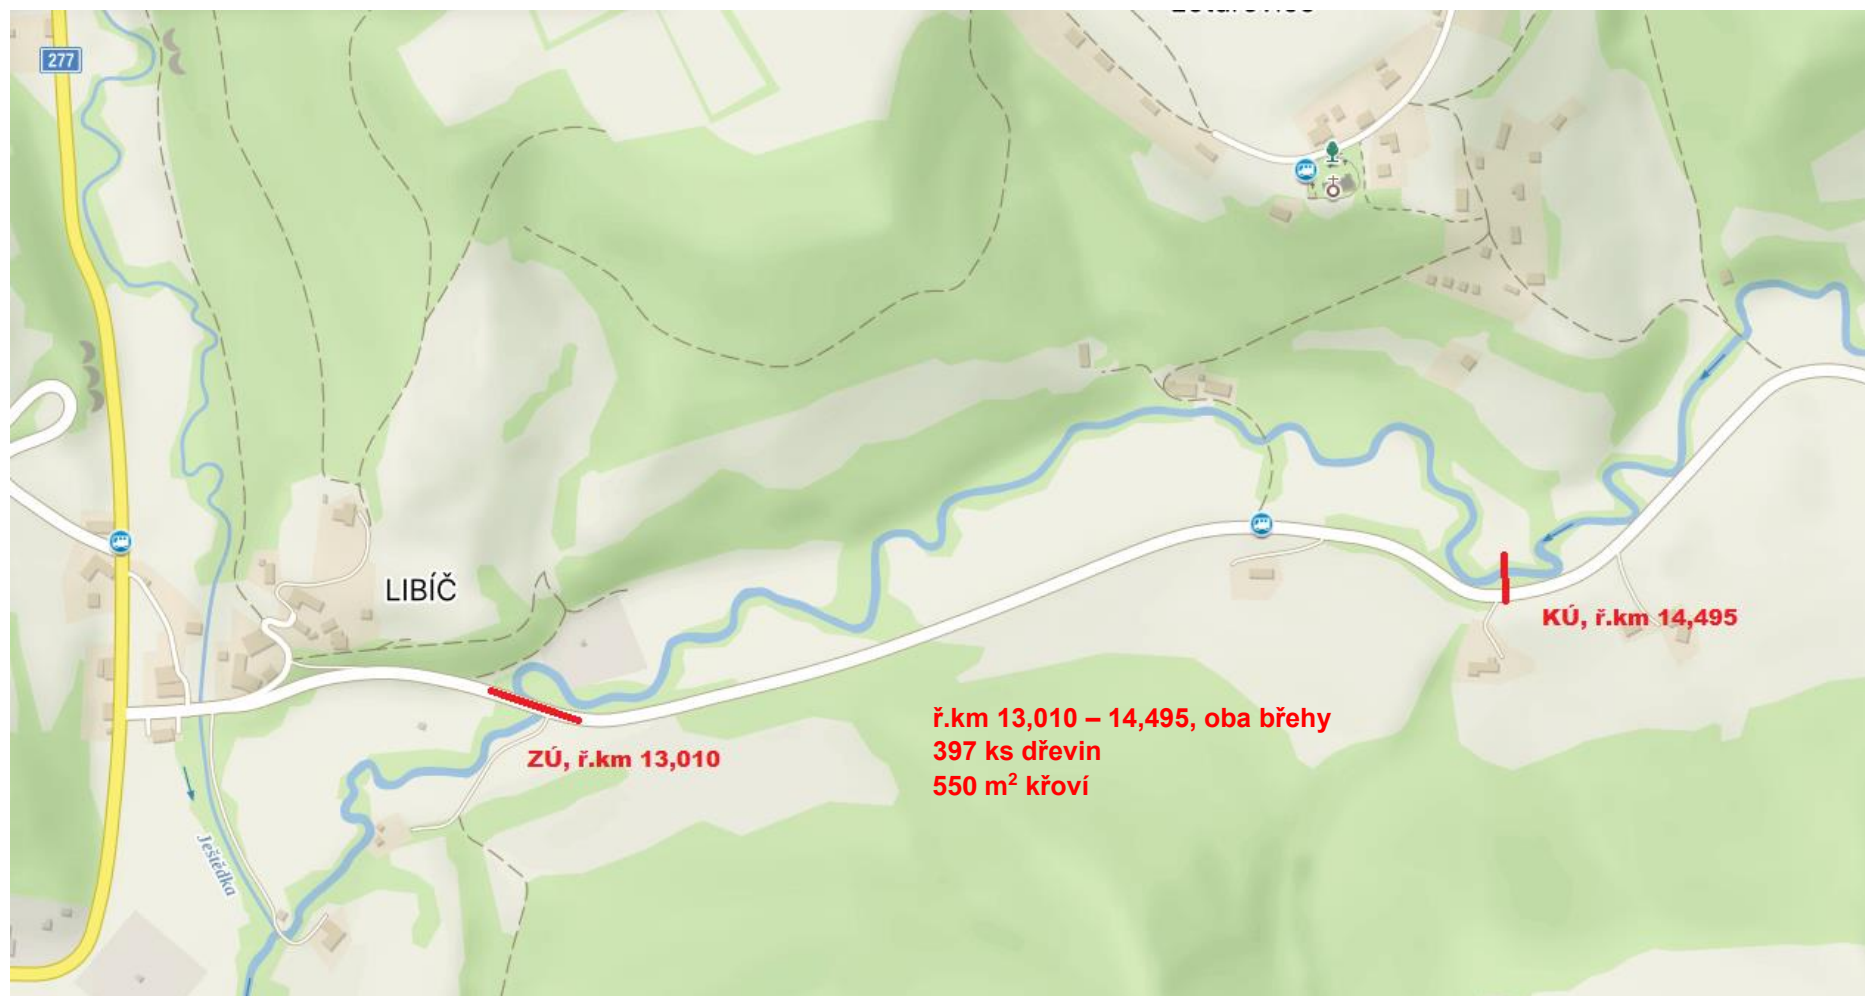 277
LIBÍČ
KÚ, ř.km 14,495
ZÚ, ř.km 13,010
ř.km 13,010 – 14,495, oba břehy
397 ks dřevin
550 m² křoví
Ještědka